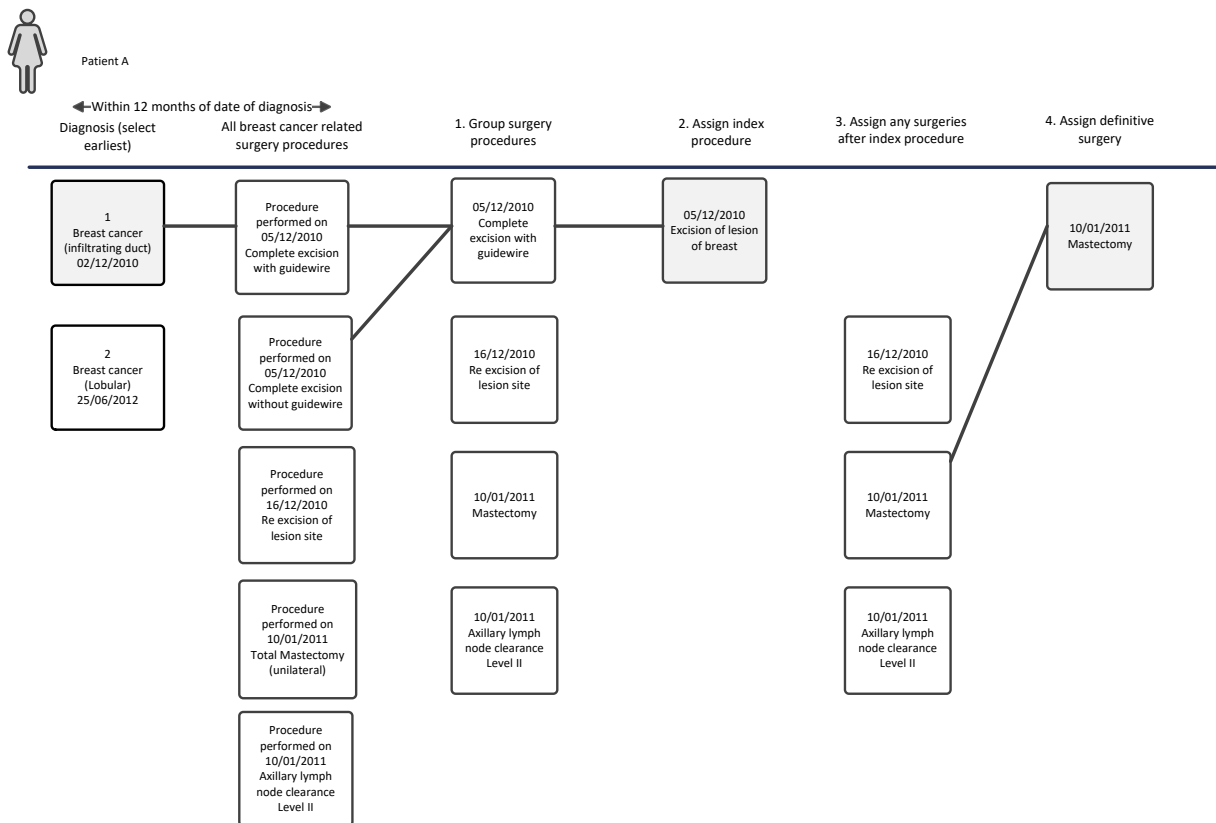 Patient A
Within 12 months of date of diagnosis
Diagnosis (select
earliest)
All breast cancer related
surgery procedures
1. Group surgery
procedures
2. Assign index
procedure
3. Assign any surgeries
after index procedure
4. Assign definitive
surgery
1
Breast cancer
(infiltrating duct)
02/12/2010
2
Breast cancer
(Lobular)
25/06/2012
Procedure
performed on
05/12/2010
Complete excision
with guidewire
Procedure
performed on
05/12/2010
Complete excision
without guidewire
Procedure
performed on
16/12/2010
Re excision of
lesion site
Procedure
performed on
10/01/2011
Total Mastectomy
(unilateral)
Procedure
performed on
10/01/2011
Axillary lymph
node clearance
Level II
05/12/2010
Complete
excision with
guidewire
16/12/2010
Re excision of
lesion site
10/01/2011
Mastectomy
10/01/2011
Axillary lymph
node clearance
Level II
05/12/2010
Excision of lesion
of breast
16/12/2010
Re excision of
lesion site
10/01/2011
Mastectomy
10/01/2011
Axillary lymph
node clearance
Level II
10/01/2011
Mastectomy